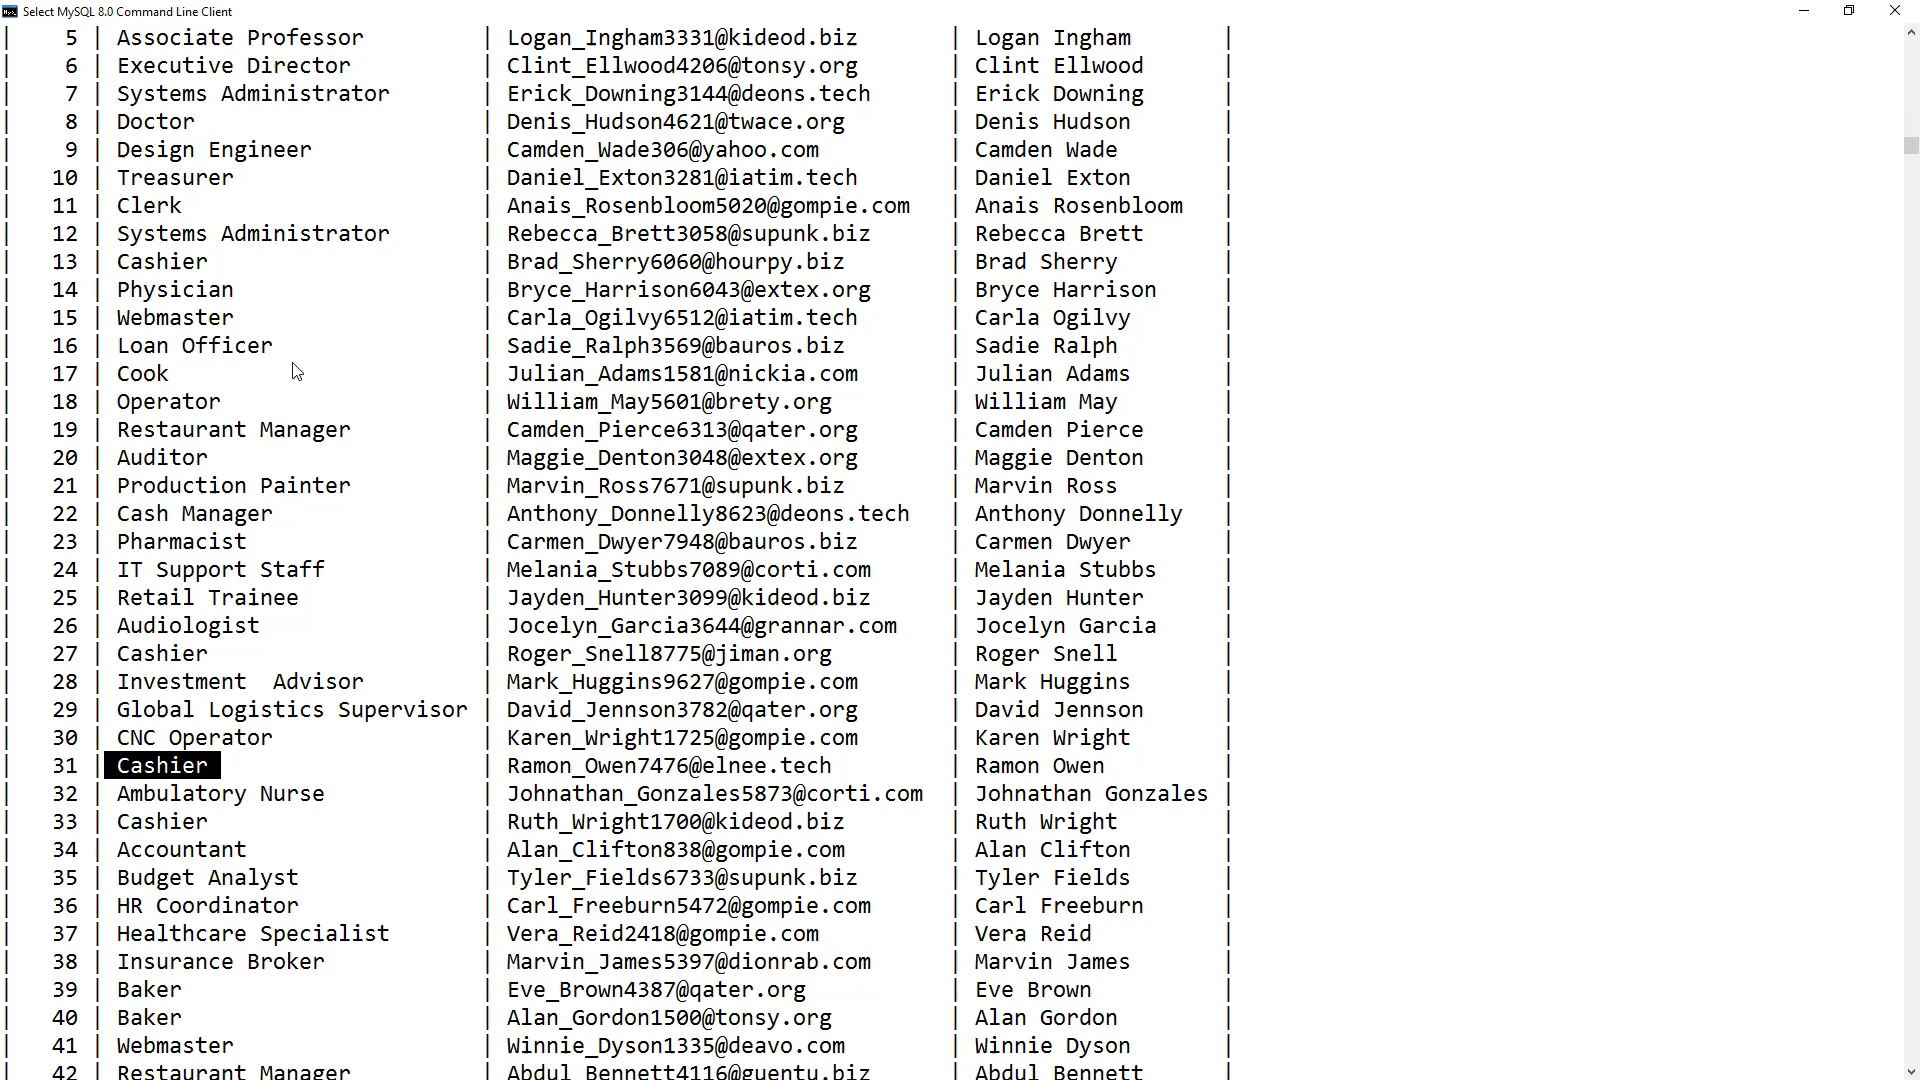 Select MySQL 8.0 Command Line Client
| 5 | Associate Professor | Logan_Ingham3331@kideod.biz | Logan Ingham |
| 6 | Executive Director | Clint_Ellwood4206@tonsy.org | Clint Ellwood |
| 7 | Systems Administrator | Erick_Downing3144@deons.tech | Erick Downing |
| 8 | Doctor | Denis_Hudson4621@twace.org | Denis Hudson |
| 9 | Design Engineer | Camden_Wade306@yahoo.com | Camden Wade |
| 10 | Treasurer | Daniel_Exton3281@iatim.tech | Daniel Exton |
| 11 | Clerk | Anais_Rosenbloom5020@gompie.com | Anais Rosenbloom |
| 12 | Systems Administrator | Rebecca_Brett3058@supunk.biz | Rebecca Brett |
| 13 | Cashier | Brad_Sherry6060@hourpy.biz | Brad Sherry |
| 14 | Physician | Bryce_Harrison6043@extex.org | Bryce Harrison |
| 15 | Webmaster | Carla_Ogilvy6512@iatim.tech | Carla Ogilvy |
| 16 | Loan Officer | Sadie_Ralph3569@bauros.biz | Sadie Ralph |
| 17 | Cook | Julian_Adams1581@nickia.com | Julian Adams |
| 18 | Operator | William_May5601@brety.org | William May |
| 19 | Restaurant Manager | Camden_Pierce6313@qater.org | Camden Pierce |
| 20 | Auditor | Maggie_Denton3048@extex.org | Maggie Denton |
| 21 | Production Painter | Marvin_Ross7671@supunk.biz | Marvin Ross |
| 22 | Cash Manager | Anthony_Donnelly8623@deons.tech | Anthony Donnelly |
| 23 | Pharmacist | Carmen_Dwyer7948@bauros.biz | Carmen Dwyer |
| 24 | IT Support Staff | Melania_Stubbs7089@corti.com | Melania Stubbs |
| 25 | Retail Trainee | Jayden_Hunter3099@kideod.biz | Jayden Hunter |
| 26 | Audiologist | Jocelyn_Garcia3644@grannar.com | Jocelyn Garcia |
| 27 | Cashier | Roger_Snell8775@jiman.org | Roger Snell |
| 28 | Investment  Advisor | Mark_Huggins9627@gompie.com | Mark Huggins |
| 29 | Global Logistics Supervisor | David_Jennson3782@qater.org | David Jennson |
| 30 | CNC Operator | Karen_Wright1725@gompie.com | Karen Wright |
| 31 | Cashier | Ramon_Owen7476@elnee.tech | Ramon Owen |
| 32 | Ambulatory Nurse | Johnathan_Gonzales5873@corti.com | Johnathan Gonzales |
| 33 | Cashier | Ruth_Wright1700@kideod.biz | Ruth Wright |
| 34 | Accountant | Alan_Clifton838@gompie.com | Alan Clifton |
| 35 | Budget Analyst | Tyler_Fields6733@supunk.biz | Tyler Fields |
| 36 | HR Coordinator | Carl_Freeburn5472@gompie.com | Carl Freeburn |
| 37 | Healthcare Specialist | Vera_Reid2418@gompie.com | Vera Reid |
| 38 | Insurance Broker | Marvin_James5397@dionrab.com | Marvin James |
| 39 | Baker | Eve_Brown4387@qater.org | Eve Brown |
| 40 | Baker | Alan_Gordon1500@tonsy.org | Alan Gordon |
| 41 | Webmaster | Winnie_Dyson1335@deavo.com | Winnie Dyson |
| 42 | Restaurant Manager | Abdul_Bennett4116@guentu.biz | Abdul Bennett |